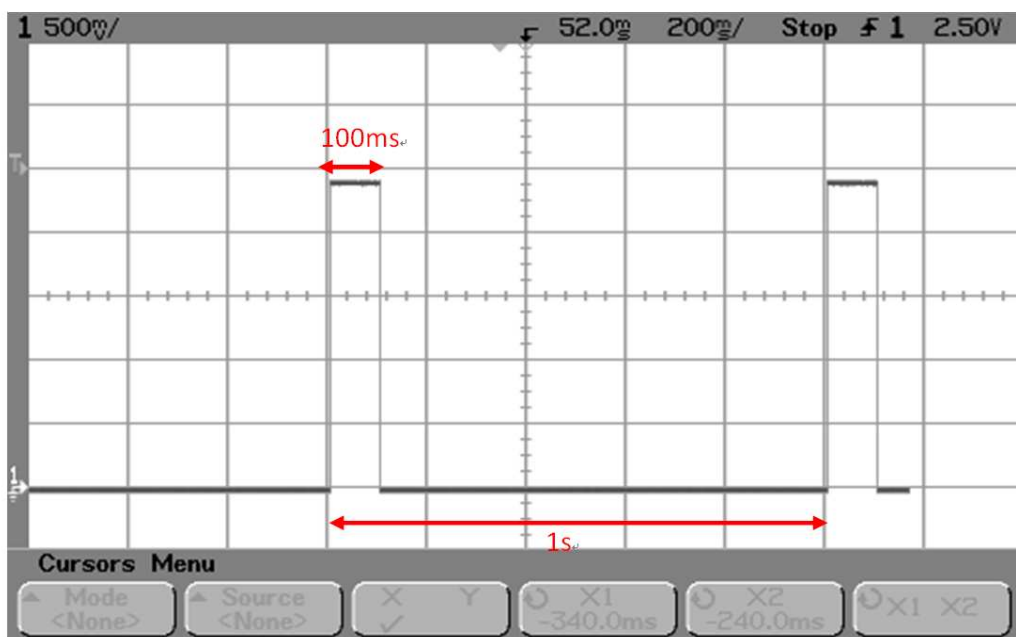 1 500mV/ 52.0ms 200ms/ Stop 1 2.50V
100ms
T
1
1s
Cursors Menu
Mode Source X Y X1 X2 X1 X2
<None> <None> ✓ -340.0ms -240.0ms